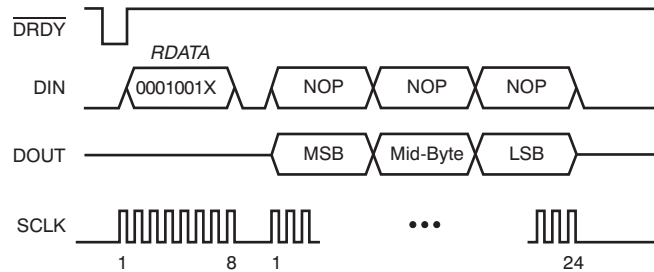 DRDY
RDATA
DIN 0001001X NOP NOP NOP
DOUT MSB Mid-Byte LSB
SCLK •••
1 8 1 24